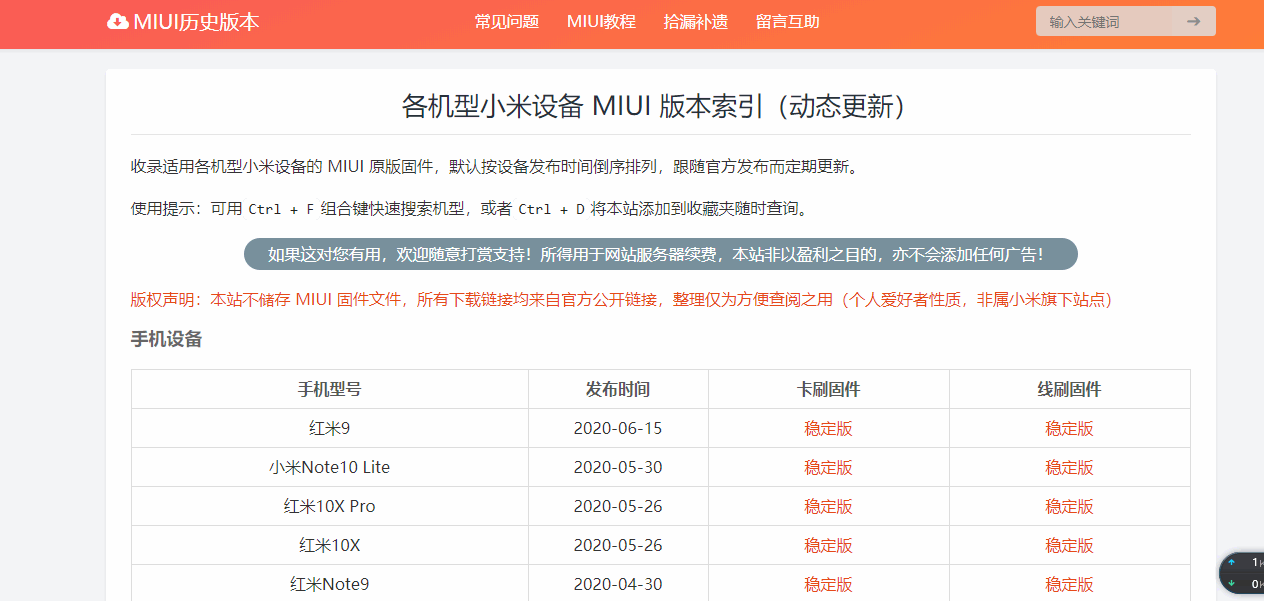 MIUI历史版本 常见问题 MIUI教程 拾漏补遗 留言互助 输入关键词 →
各机型小米设备 MIUI 版本索引（动态更新）
收录适用各机型小米设备的 MIUI 原版固件，默认按设备发布时间倒序排列，跟随官方发布而定期更新。
使用提示：可用 Ctrl + F 组合键快速搜索机型，或者 Ctrl + D 将本站添加到收藏夹随时查询。
如果这对您有用，欢迎随意打赏支持！所得用于网站服务器续费，本站非以盈利之目的，亦不会添加任何广告！
版权声明：本站不储存 MIUI 固件文件，所有下载链接均来自官方公开链接，整理仅为方便查阅之用（个人爱好者性质，非属小米旗下站点）
手机设备
手机型号 发布时间 卡刷固件 线刷固件
红米9 2020-06-15 稳定版 稳定版
小米Note10 Lite 2020-05-30 稳定版 稳定版
红米10X Pro 2020-05-26 稳定版 稳定版
红米10X 2020-05-26 稳定版 稳定版
↑ 1
红米Note9 2020-04-30 稳定版 稳定版
↓ 0